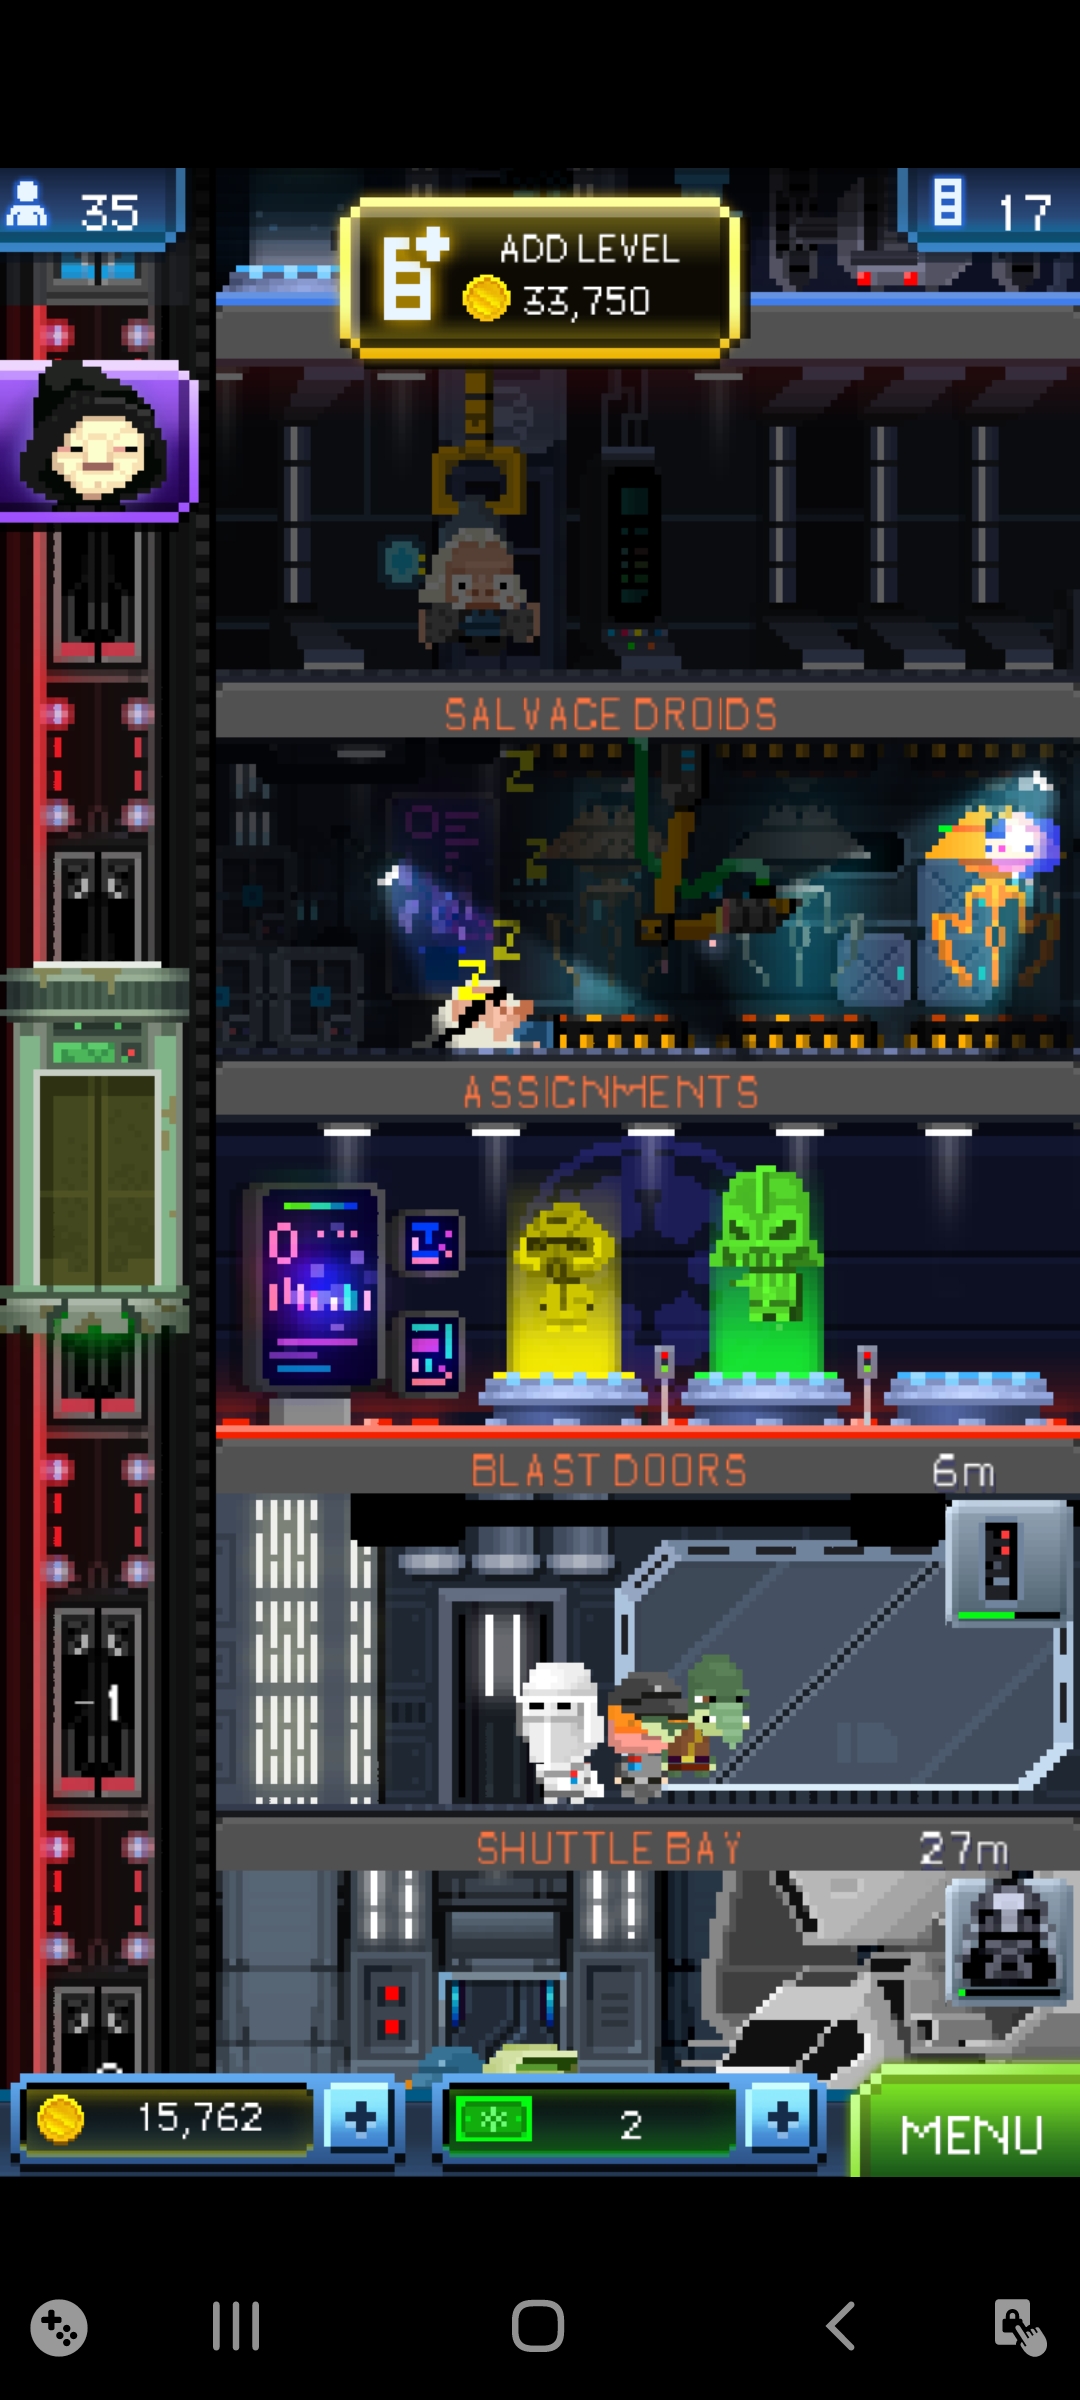 35
17
ADD LEVEL
33,750
SALVAGE DROIDS
Z
Z
Z
Z
ASSIGNMENTS
BLAST DOORS 6m
-1
SHUTTLE BAY 27m
15,762
2
MENU